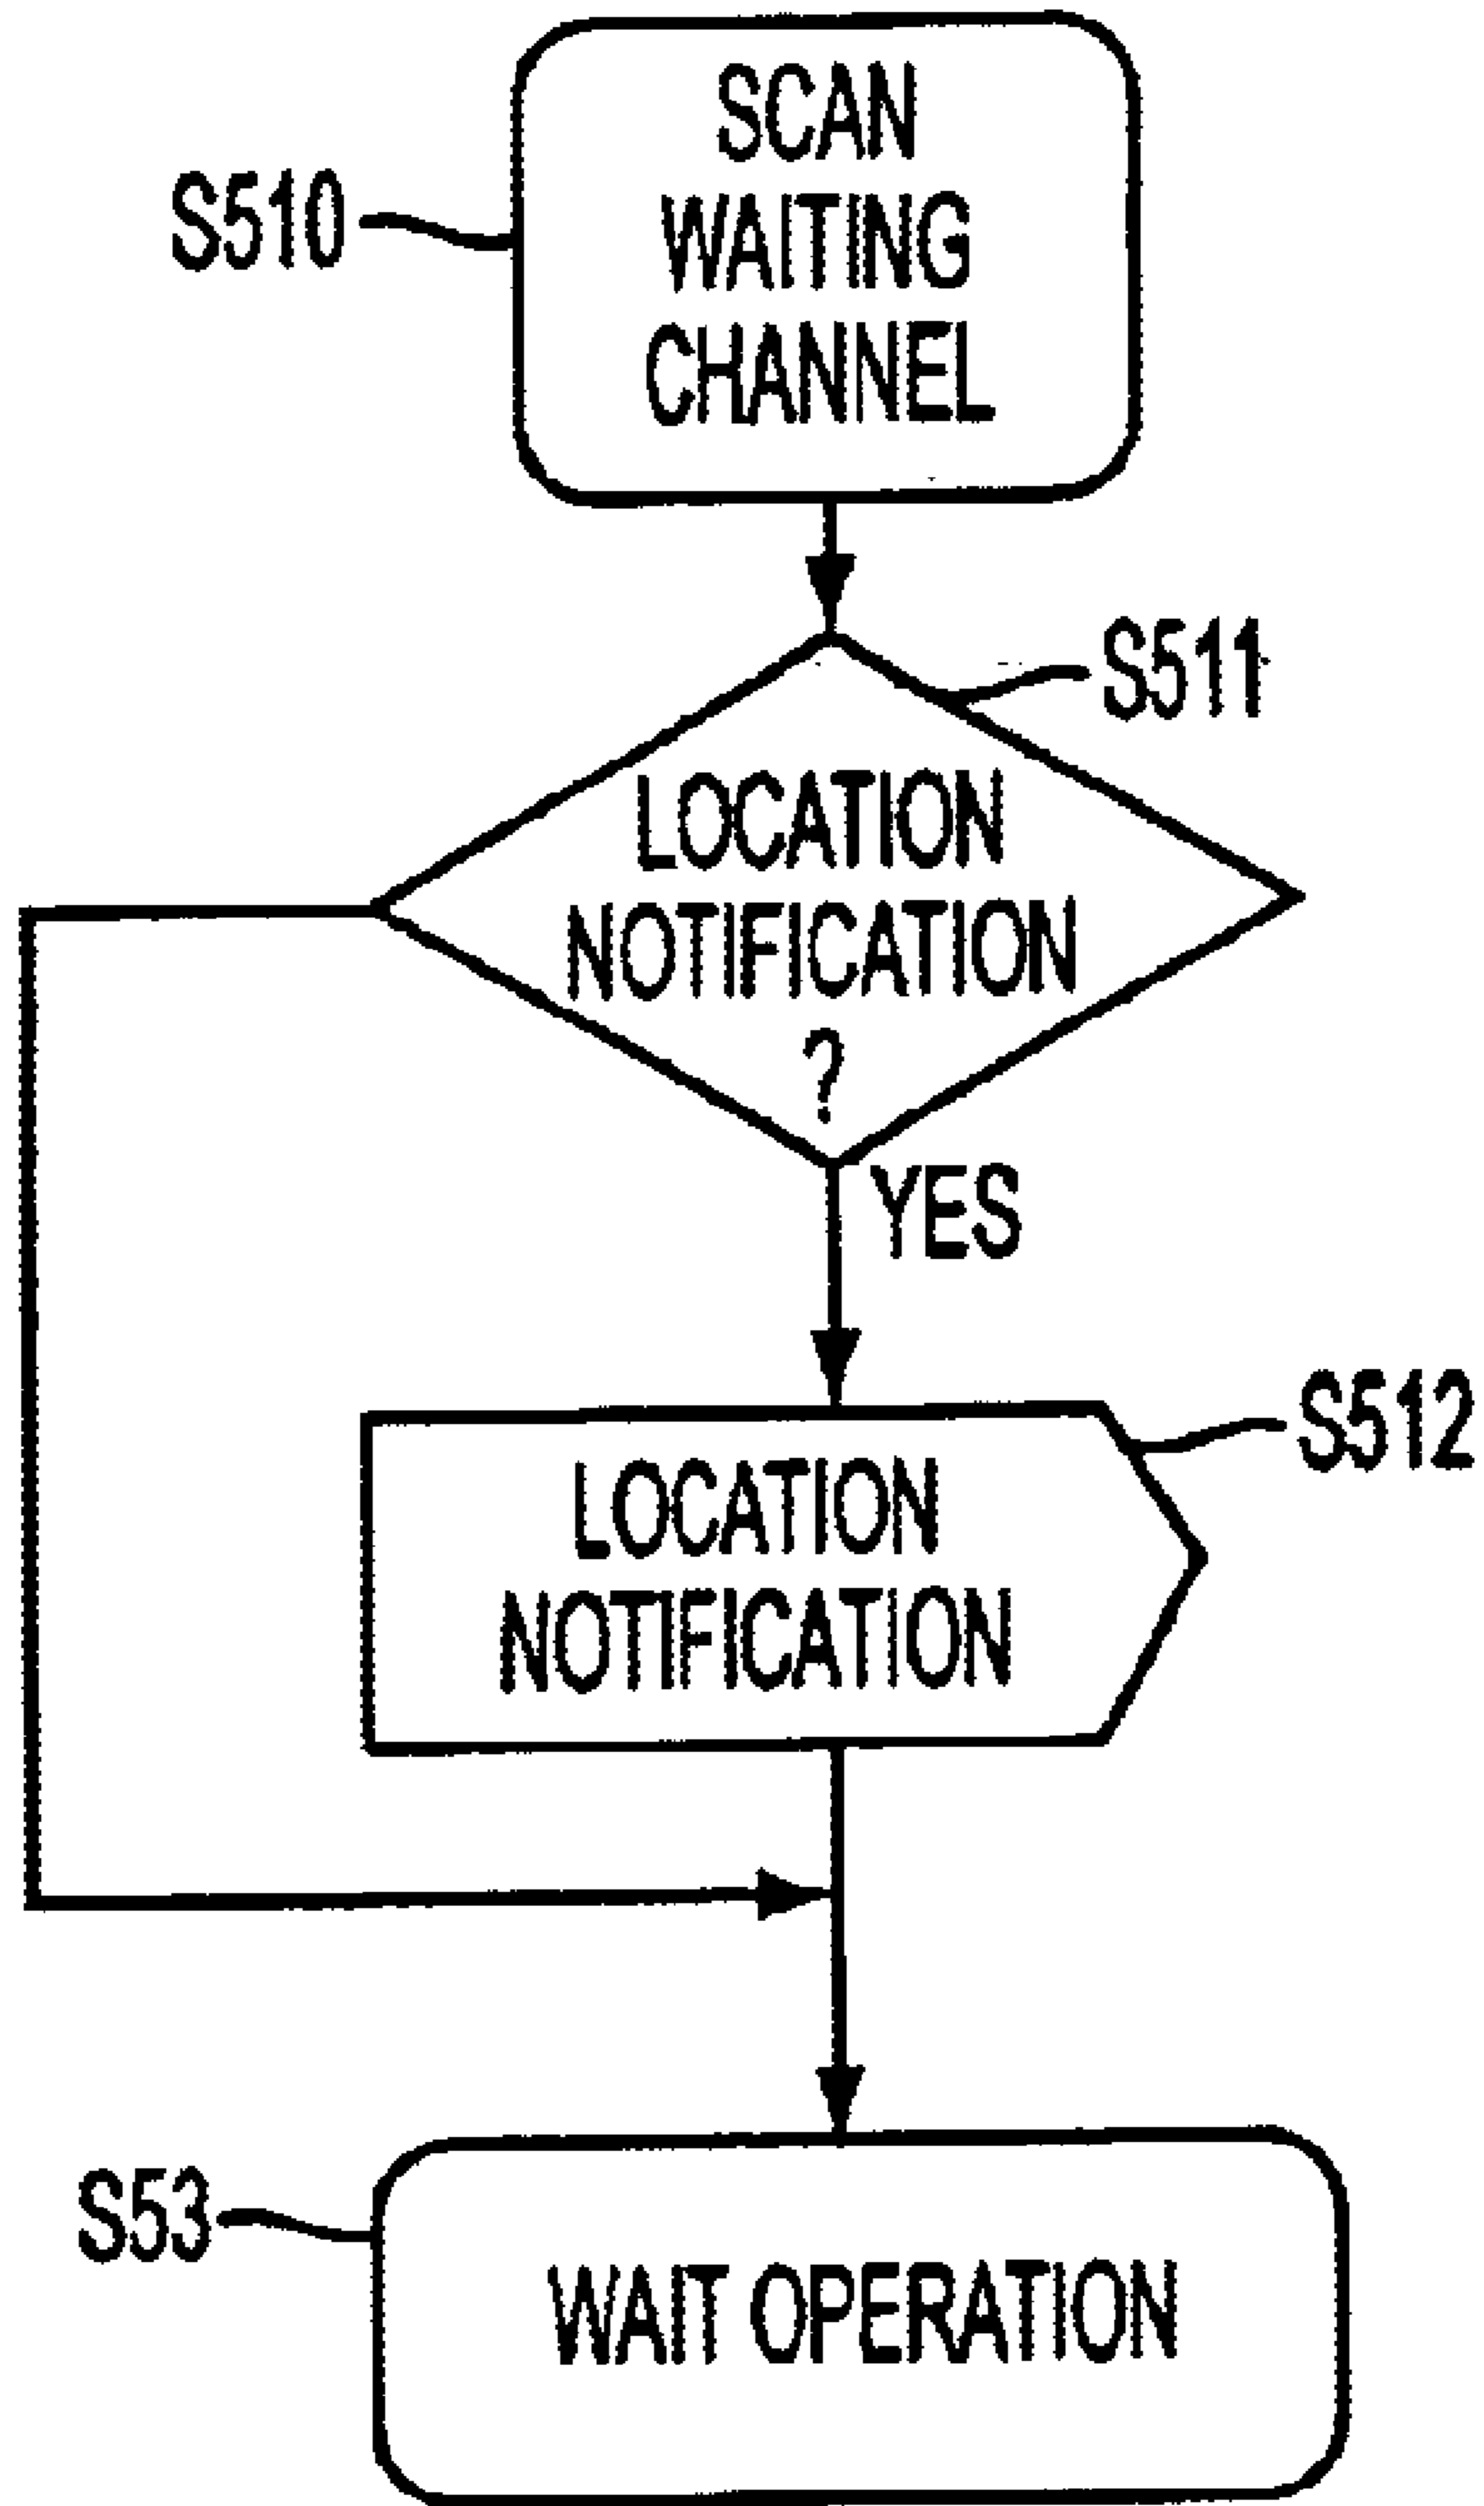 SCAN
S510
WAITING
CHANNEL
S511
LOCATION
NOTIFICATION
?
YES
S512
LOCATION
NOTIFICATION
S53
WAIT OPERATION